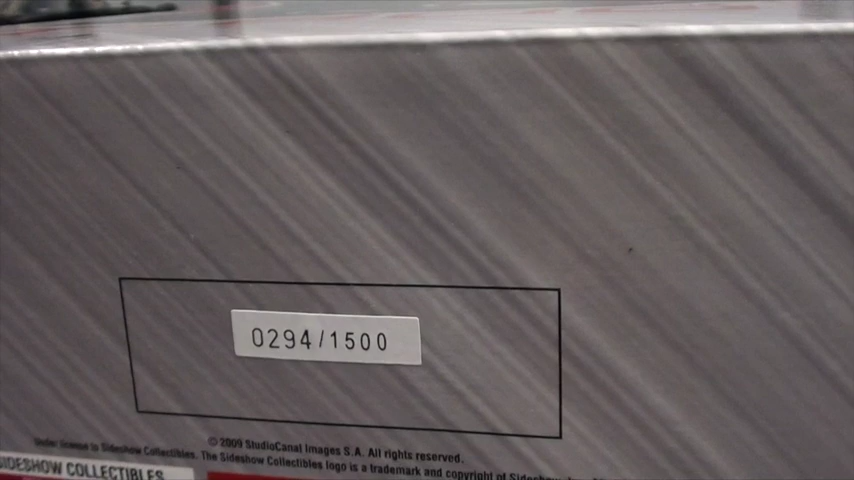 0294/1500
© 2009 StudioCanal Images S.A. All rights reserved.
Under license to Sideshow Collectibles. The Sideshow Collectibles logo is a trademark and copyright of Sideshow
SIDESHOW COLLECTIBLES